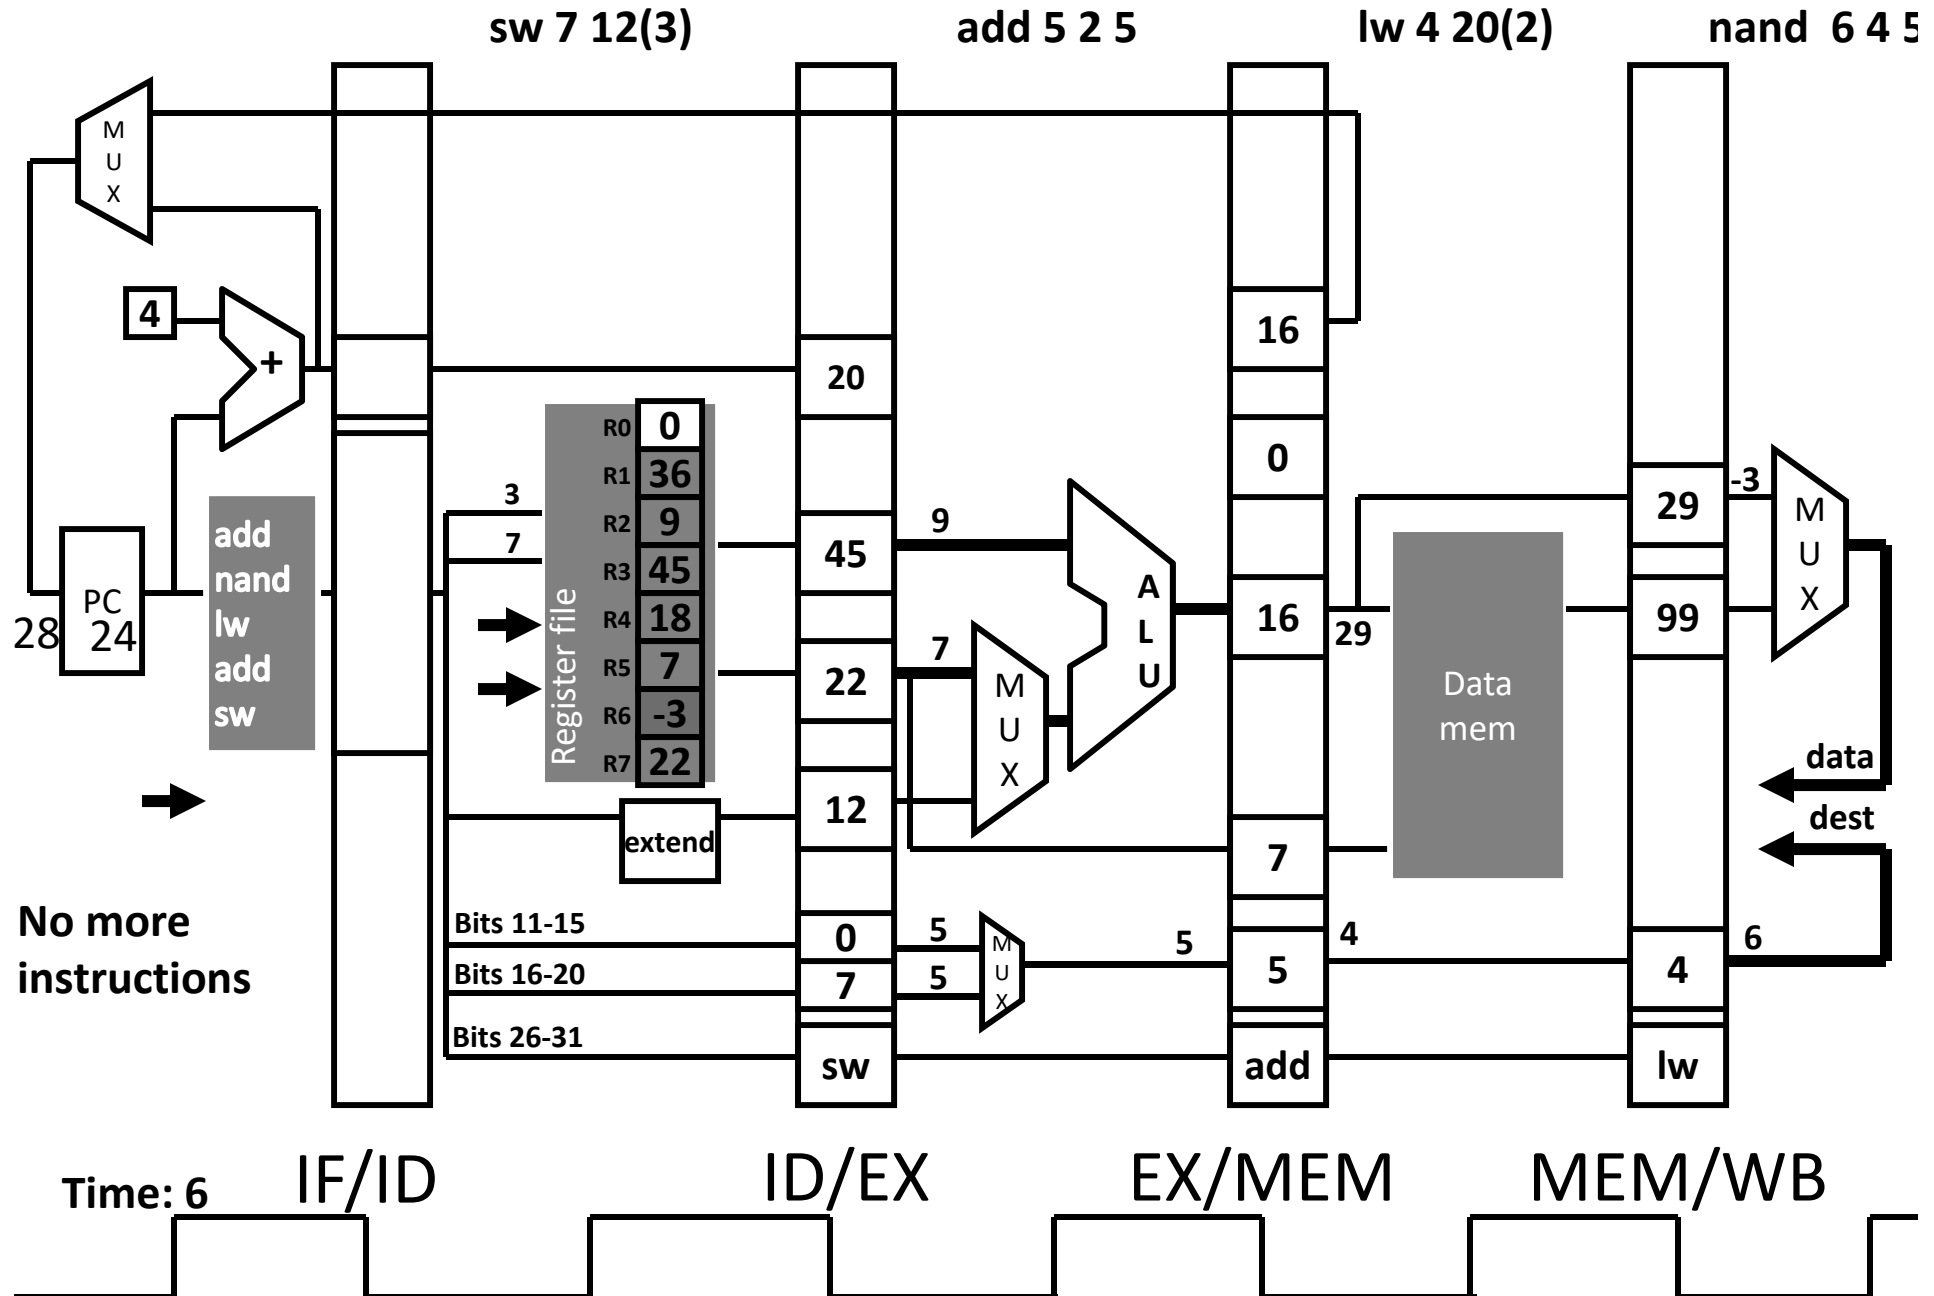 sw 7 12(3)
add 5 2 5
lw 4 20(2)
nand 6 4 5
M
U
X
4
+
PC
24
28
add
nand
lw
add
sw
No more
instructions
3
7
Register file
R0 0
R1 36
R2 9
R3 45
R4 18
R5 7
R6 -3
R7 22
extend
Bits 11-15
Bits 16-20
Bits 26-31
20
45
22
12
0
7
sw
9
7
M
U
X
A
L
U
5
5
M
U
X
5
16
0
16
7
5
add
29
4
Data
mem
29
99
4
lw
-3
M
U
X
data
dest
6
Time: 6
IF/ID
ID/EX
EX/MEM
MEM/WB